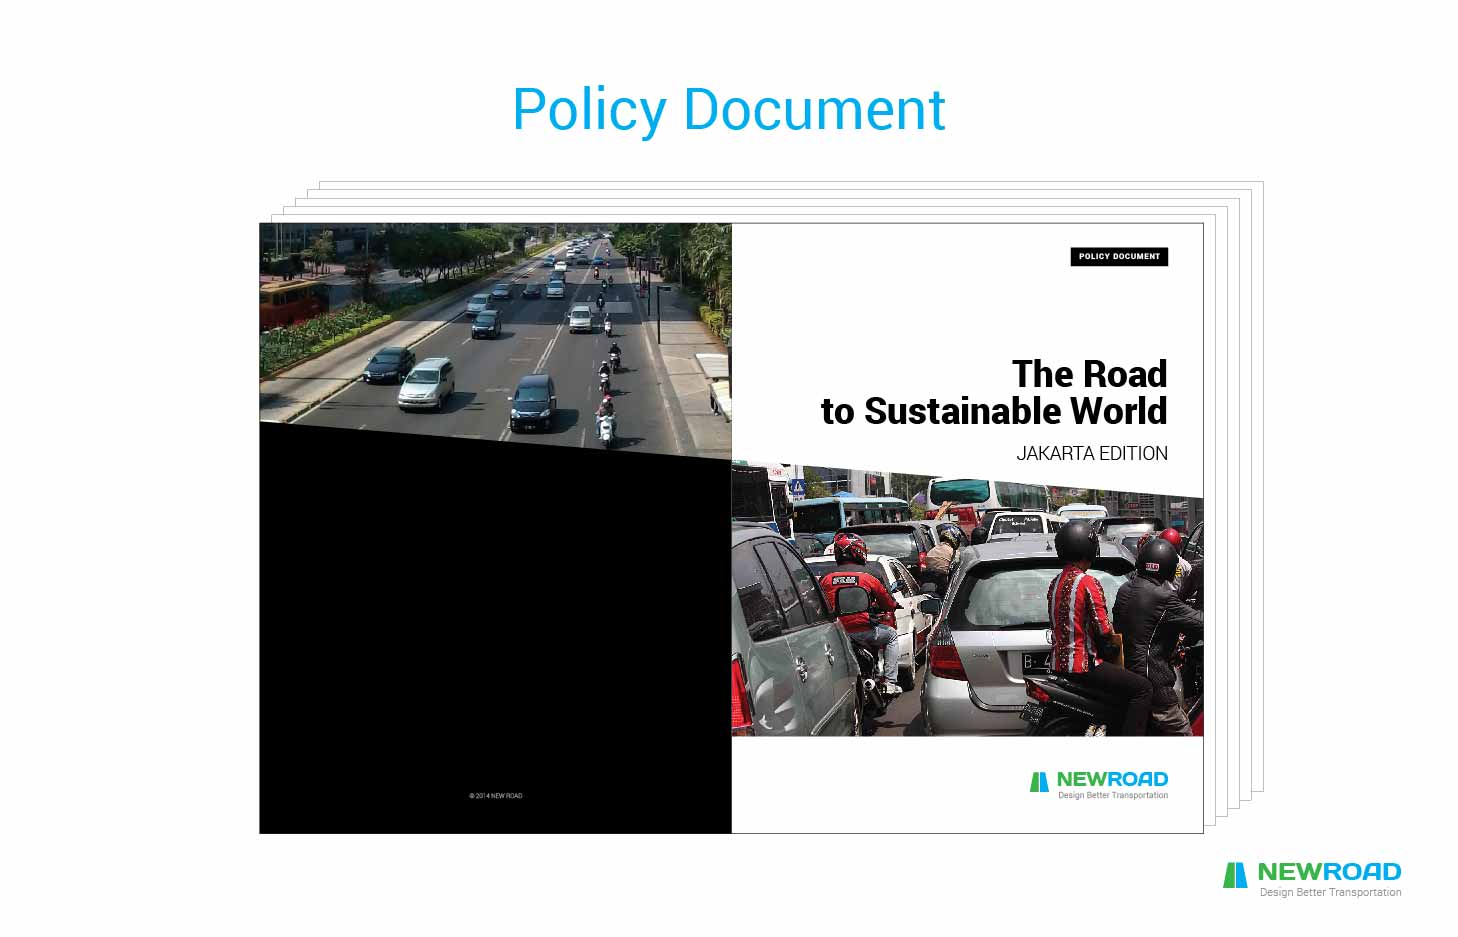 Policy Document
POLICY DOCUMENT
The Road
to Sustainable World
JAKARTA EDITION
© 2014 NEW ROAD
NEWROAD
Design Better Transportation
NEWROAD
Design Better Transportation